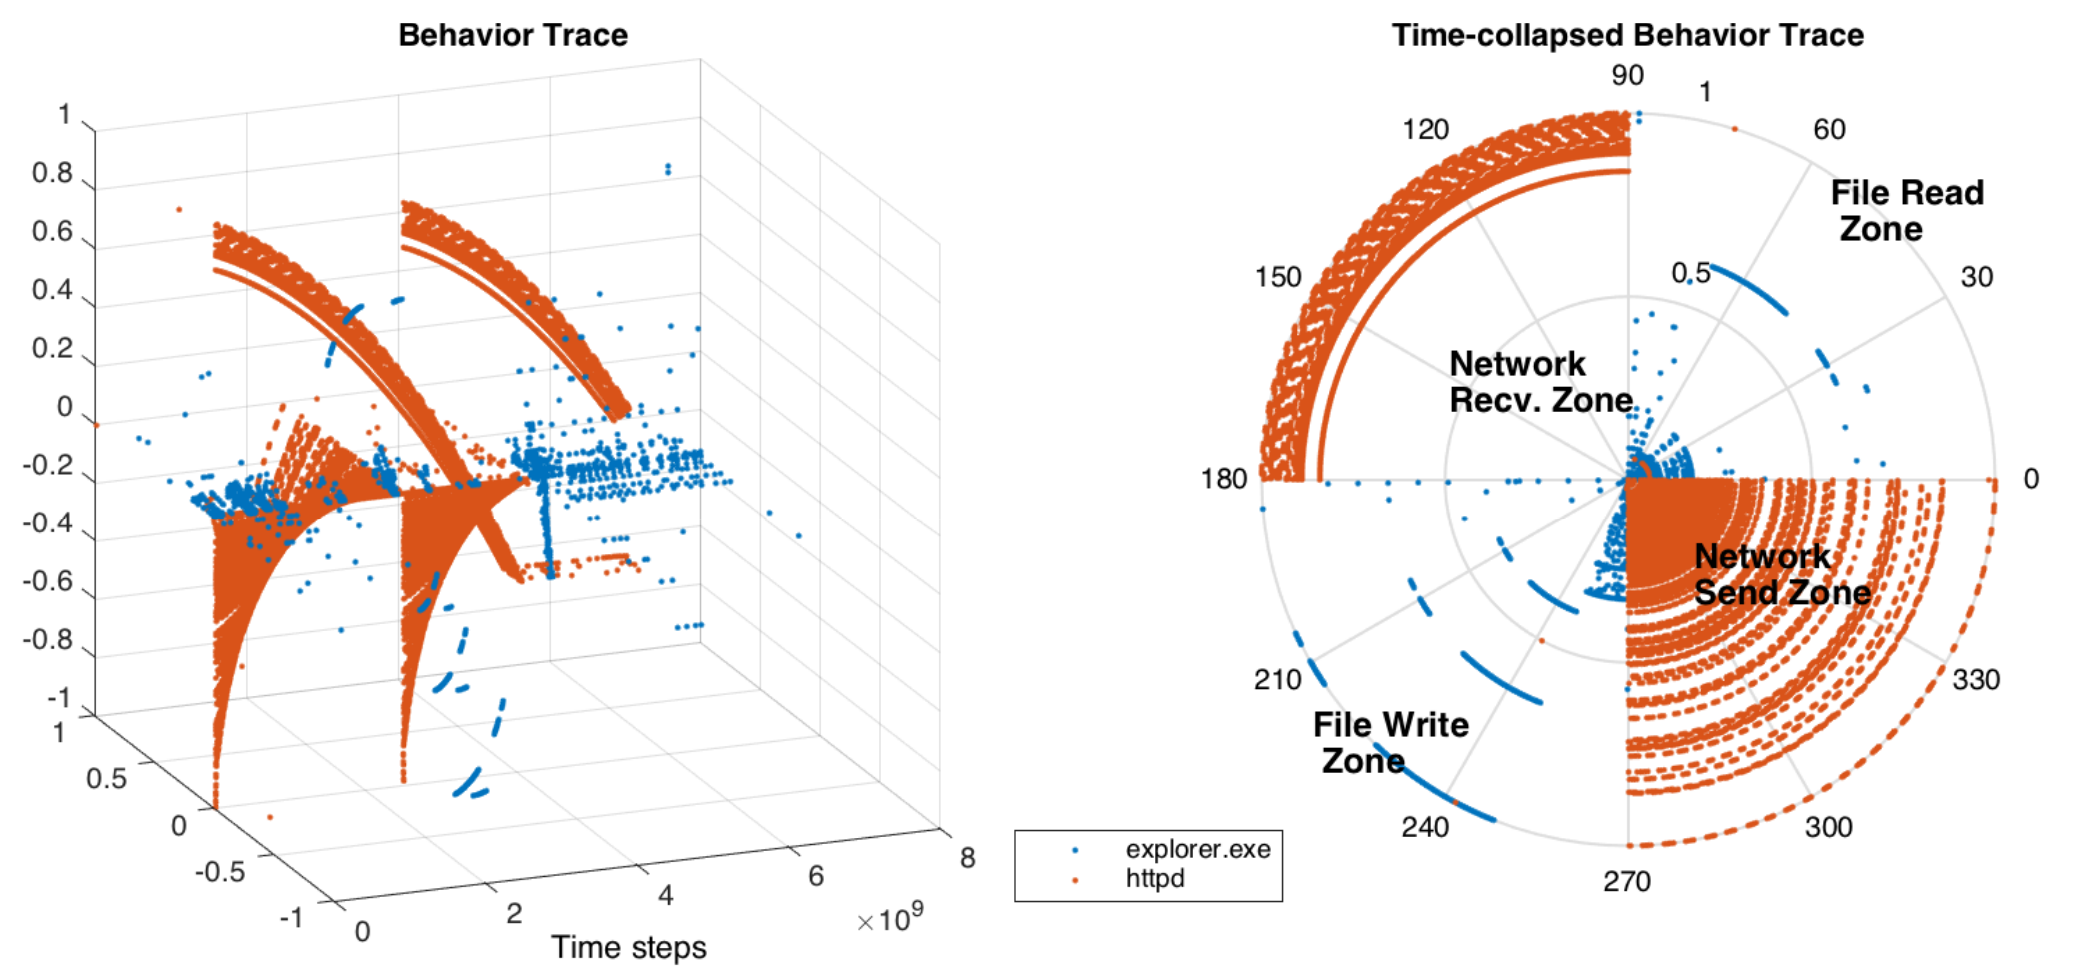 Behavior Trace
1
0.8
0.6
0.4
0.2
0
-0.2
-0.4
-0.6
-0.8
-1
1
0.5
0
-0.5
-1
0
2
4
6
8
×10⁹
Time steps
explorer.exe
httpd
Time-collapsed Behavior Trace
90
1
120
60
File Read
Zone
150
0.5
30
Network
Recv. Zone
180
0
Network
Send Zone
210
330
File Write
Zone
240
300
270